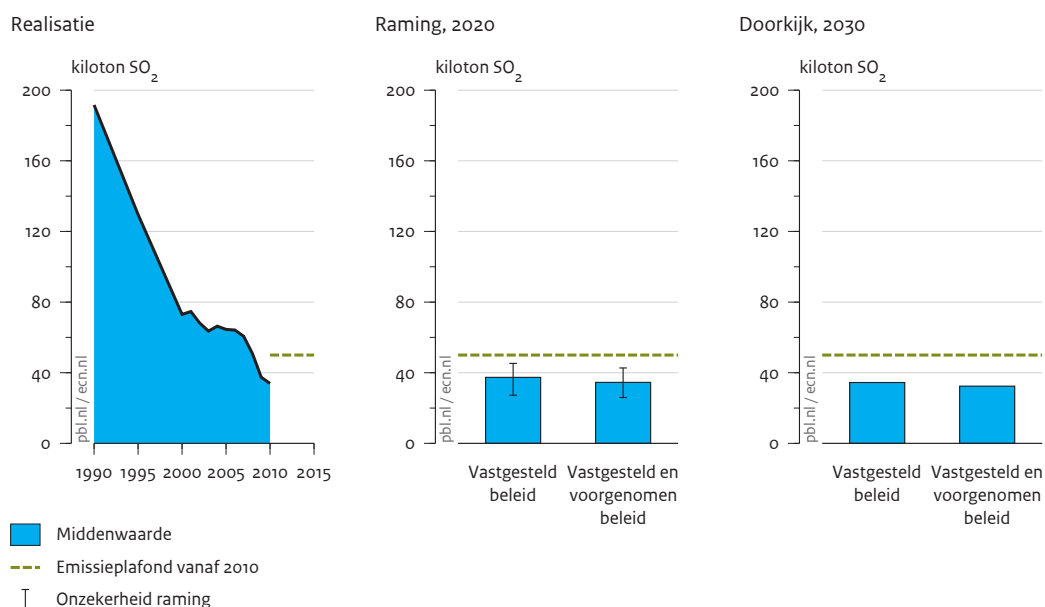 Realisatie
kiloton SO2
200
160
120
80
40
0
pbl.nl / ecn.nl
1990 1995 2000 2005 2010 2015
Raming, 2020
kiloton SO2
200
160
120
80
40
0
pbl.nl / ecn.nl
Vastgesteld
beleid
Vastgesteld en
voorgenomen
beleid
Doorkijk, 2030
kiloton SO2
200
160
120
80
40
0
pbl.nl / ecn.nl
Vastgesteld
beleid
Vastgesteld en
voorgenomen
beleid
Middenwaarde
Emissieplafond vanaf 2010
Onzekerheid raming